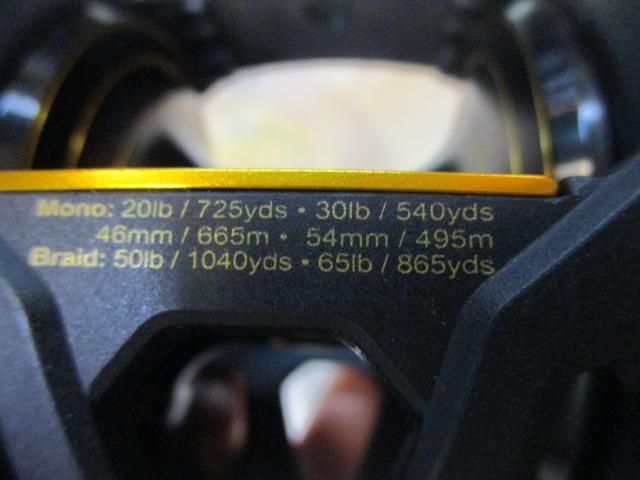 Mono: 20lb / 725yds • 30lb / 540yds
.46mm / 665m • .54mm / 495m
Braid: 50lb / 1040yds • 65lb / 865yds